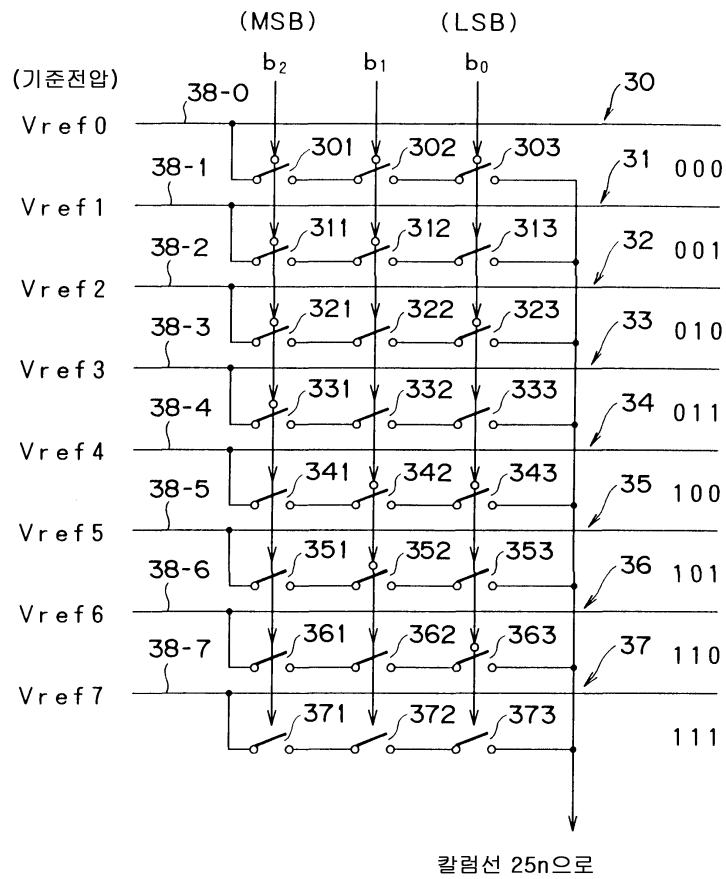 (MSB) (LSB)
b2 b1 b0
(기준전압)
38-0 30
Vref0
301 302 303
38-1 31 000
Vref1
311 312 313
38-2 32 001
Vref2
321 322 323
38-3 33 010
Vref3
331 332 333
38-4 34 011
Vref4
341 342 343
38-5 35 100
Vref5
351 352 353
38-6 36 101
Vref6
361 362 363
38-7 37 110
Vref7
371 372 373
111
칼럼선 25n으로